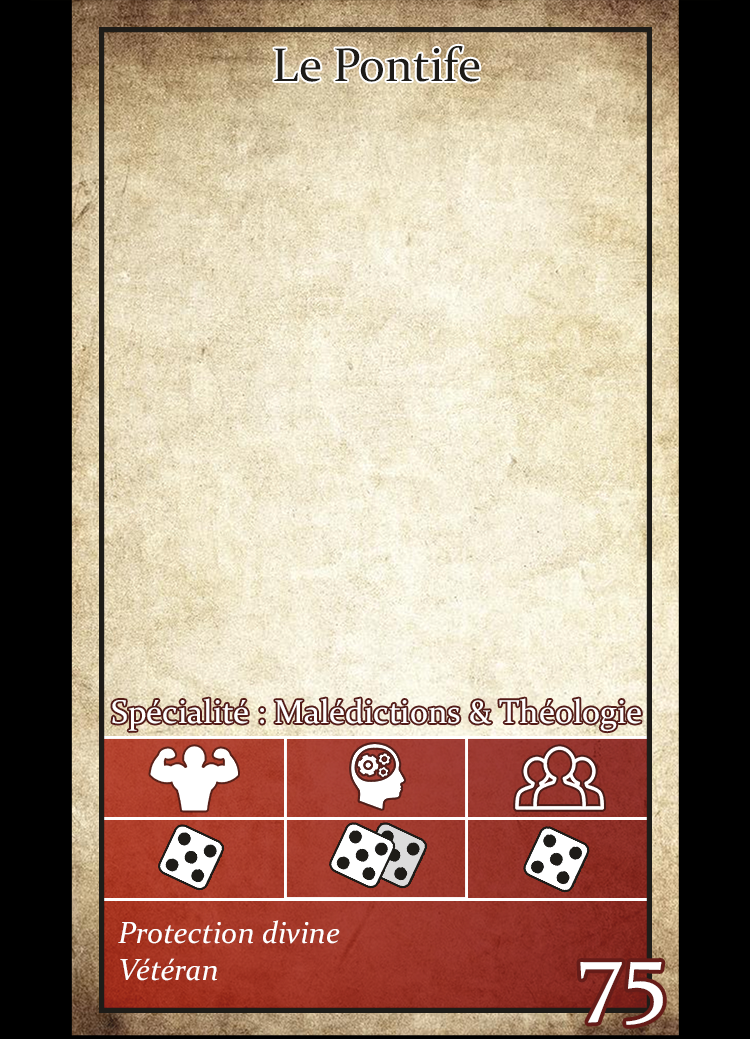 Le Pontife
Spécialité : Malédictions & Théologie
Protection divine
Vétéran
75